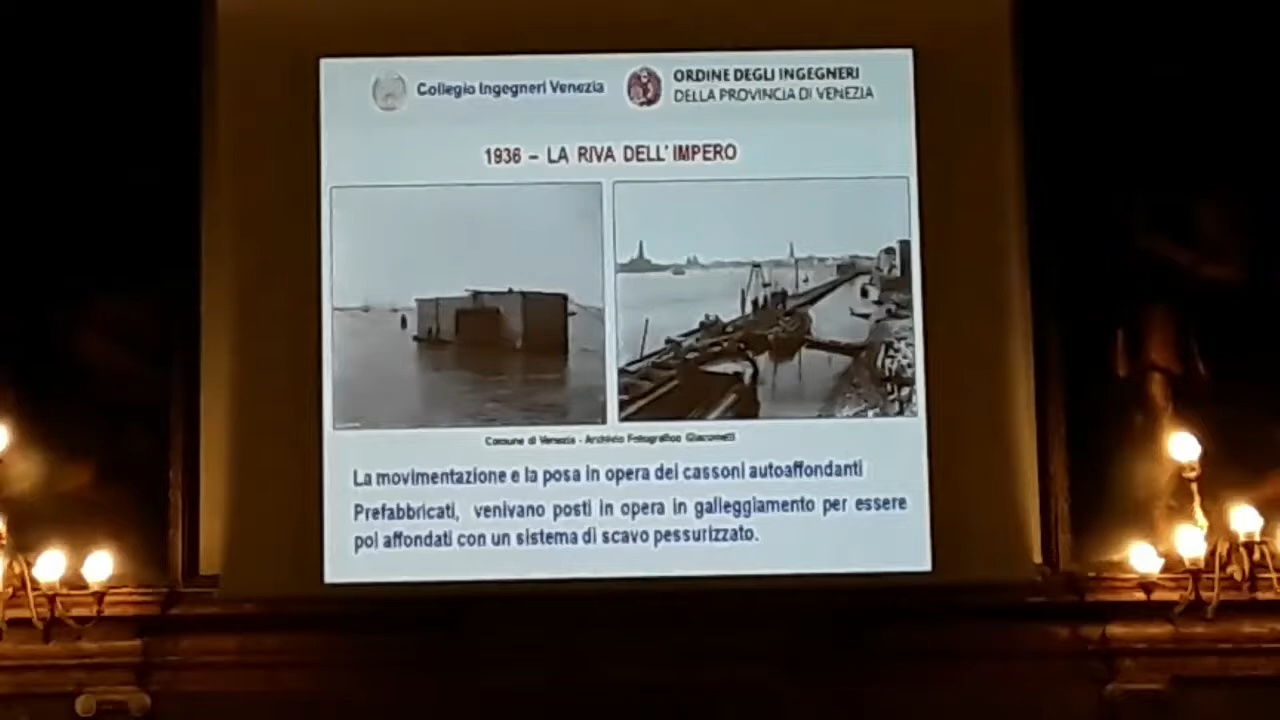 Collegio Ingegneri Venezia
ORDINE DEGLI INGEGNERI
DELLA PROVINCIA DI VENEZIA
1936 – LA RIVA DELL' IMPERO
Comune di Venezia - Archivio Fotografico Giacomelli
La movimentazione e la posa in opera dei cassoni autoaffondanti
Prefabbricati, venivano posti in opera in galleggiamento per essere
poi affondati con un sistema di scavo pessurizzato.